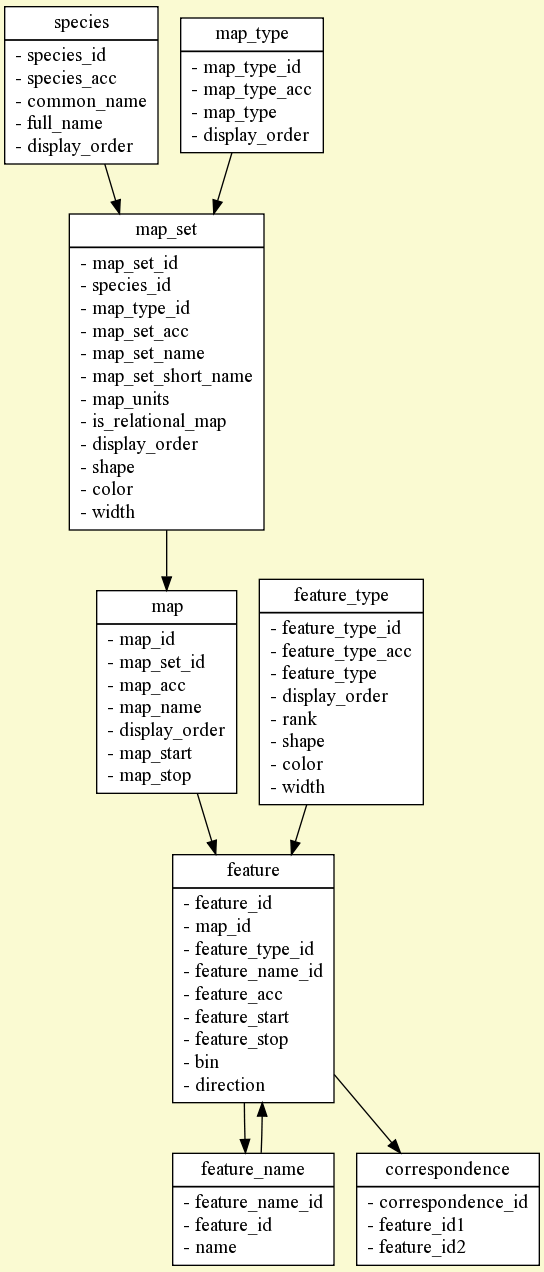 species
- species_id
- species_acc
- common_name
- full_name
- display_order
map_type
- map_type_id
- map_type_acc
- map_type
- display_order
map_set
- map_set_id
- species_id
- map_type_id
- map_set_acc
- map_set_name
- map_set_short_name
- map_units
- is_relational_map
- display_order
- shape
- color
- width
map
- map_id
- map_set_id
- map_acc
- map_name
- display_order
- map_start
- map_stop
feature_type
- feature_type_id
- feature_type_acc
- feature_type
- display_order
- rank
- shape
- color
- width
feature
- feature_id
- map_id
- feature_type_id
- feature_name_id
- feature_acc
- feature_start
- feature_stop
- bin
- direction
feature_name
- feature_name_id
- feature_id
- name
correspondence
- correspondence_id
- feature_id1
- feature_id2